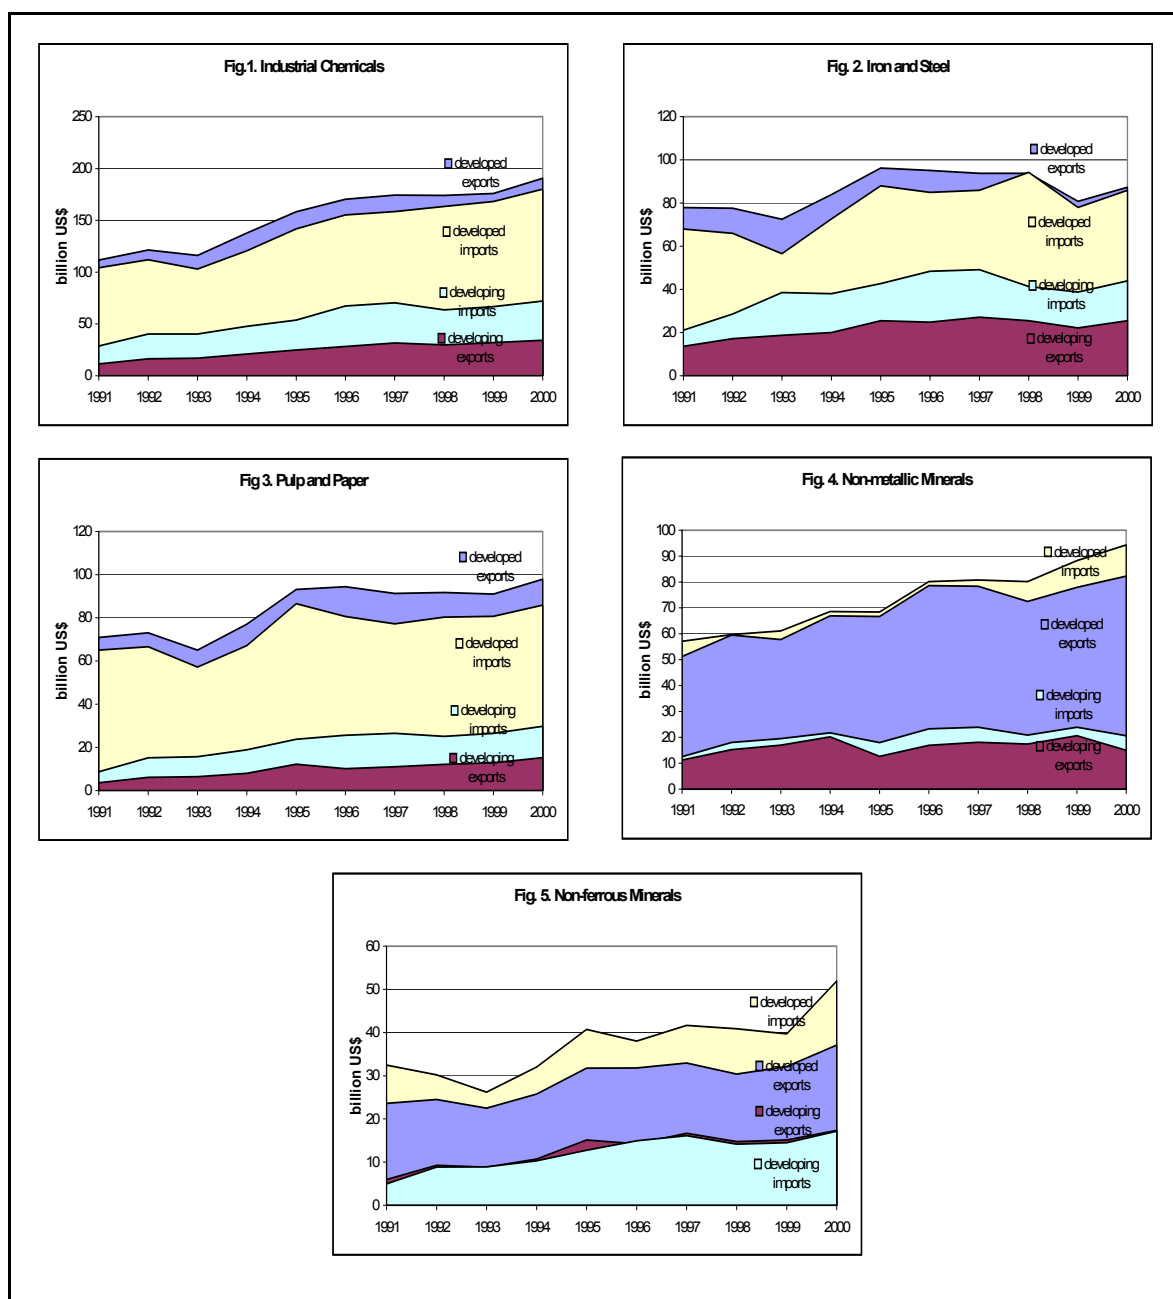 Fig.1. Industrial Chemicals
250
200
150
100
50
0
billion US$
developed
exports
developed
imports
developing
imports
developing
exports
1991 1992 1993 1994 1995 1996 1997 1998 1999 2000
Fig. 2. Iron and Steel
120
100
80
60
40
20
0
billion US$
developed
exports
developed
imports
developing
imports
developing
exports
1991 1992 1993 1994 1995 1996 1997 1998 1999 2000
Fig 3. Pulp and Paper
120
100
80
60
40
20
0
billion US$
developed
exports
developed
imports
developing
imports
developing
exports
1991 1992 1993 1994 1995 1996 1997 1998 1999 2000
Fig. 4. Non-metallic Minerals
100
90
80
70
60
50
40
30
20
10
0
billion US$
developed
imports
developed
exports
developing
imports
developing
exports
1991 1992 1993 1994 1995 1996 1997 1998 1999 2000
Fig. 5. Non-ferrous Minerals
60
50
40
30
20
10
0
billion US$
developed
imports
developed
exports
developing
exports
developing
imports
1991 1992 1993 1994 1995 1996 1997 1998 1999 2000